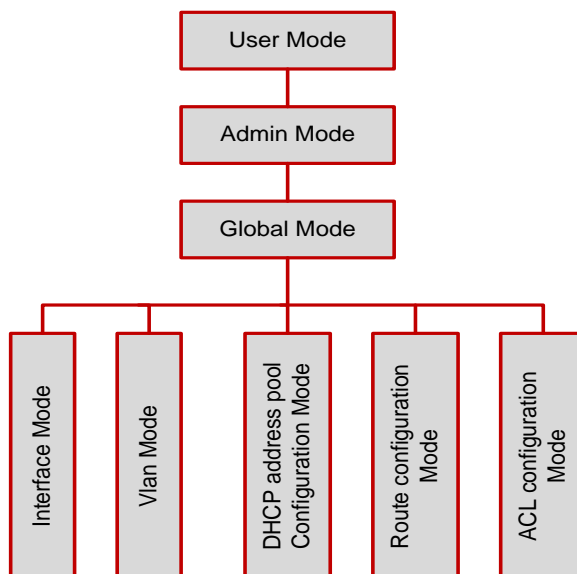 User Mode
Admin Mode
Global Mode
Interface Mode
Vlan Mode
DHCP address pool
Configuration Mode
Route configuration
Mode
ACL configuration
Mode